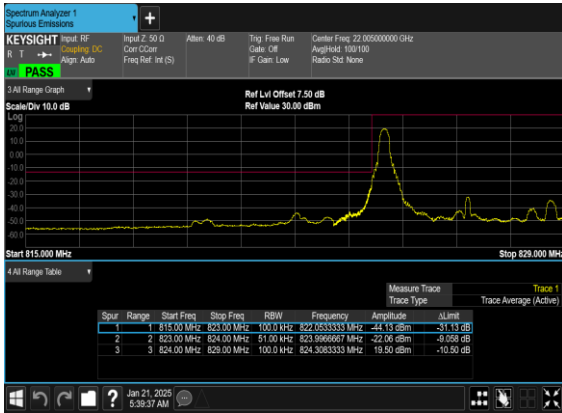 Spectrum Analyzer 1
Spurious Emissions
+
KEYSIGHT Input: RF Input Z: 50 Ω Atten: 40 dB Trig: Free Run Center Freq: 22.005000000 GHz
R T Coupling: DC Corr CCorr Gate: Off Avg|Hold: 100/100
Align: Auto Freq Ref: Int (S) IF Gain: Low Radio Std: None
PASS
3 All Range Graph
Ref Lvl Offset 7.50 dB
Scale/Div 10.0 dB Ref Value 30.00 dBm
Log
20.0
10.0
0.00
-10.0
-20.0
-30.0
-40.0
-50.0
-60.0
Start 815.000 MHz Stop 829.000 MHz
4 All Range Table
Measure Trace Trace 1
Trace Type Trace Average (Active)
Spur Range Start Freq Stop Freq RBW Frequency Amplitude ΔLimit
1 1 815.00 MHz 823.00 MHz 100.0 kHz 822.0533333 MHz -44.13 dBm -31.13 dB
2 2 823.00 MHz 824.00 MHz 51.00 kHz 823.9966667 MHz -22.06 dBm -9.058 dB
3 3 824.00 MHz 829.00 MHz 100.0 kHz 824.3083333 MHz 19.50 dBm -10.50 dB
? Jan 21, 2025
5:39:37 AM